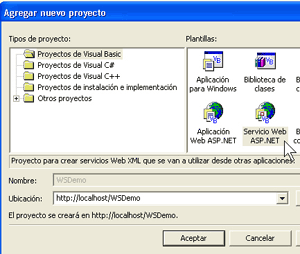 Agregar nuevo proyecto
Tipos de proyecto:
Plantillas:
Proyectos de Visual Basic
Proyectos de Visual C#
Proyectos de Visual C++
Proyectos de instalación e implementación
Otros proyectos
Aplicación
para Windows
Biblioteca de
clases
Aplicación
Web ASP.NET
Servicio Web
ASP.NET
Proyecto para crear servicios Web XML que se van a utilizar desde otras aplicaciones
Nombre:
WSDemo
Ubicación:
http://localhost/WSDemo
El proyecto se creará en http://localhost/WSDemo.
Aceptar
Cancelar